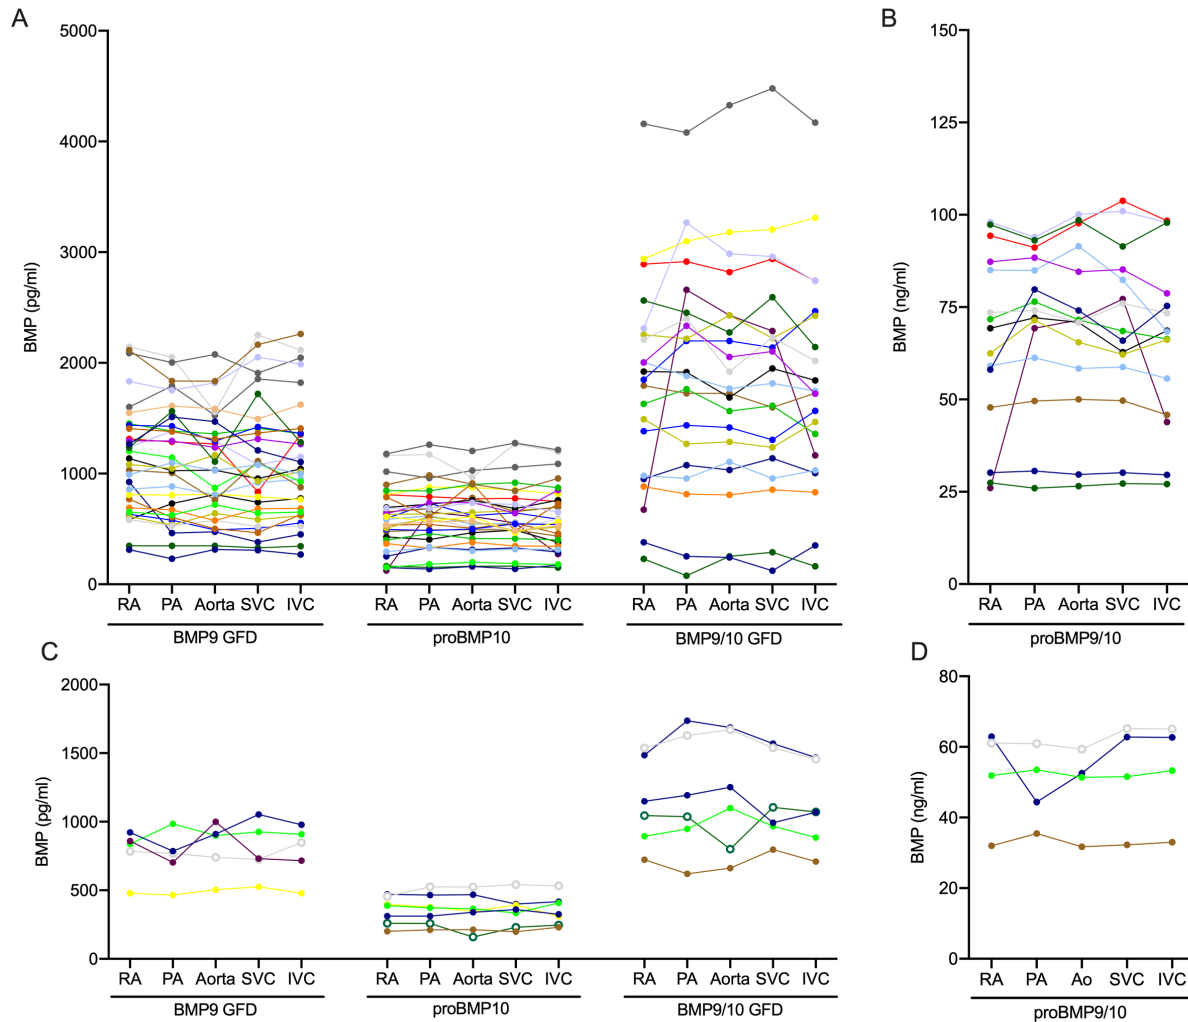 A
BMP (pg/ml)
5000
4000
3000
2000
1000
0
RA PA Aorta SVC IVC
BMP9 GFD
RA PA Aorta SVC IVC
proBMP10
RA PA Aorta SVC IVC
BMP9/10 GFD
B
BMP (ng/ml)
150
125
100
75
50
25
0
RA PA Aorta SVC IVC
proBMP9/10
C
BMP (pg/ml)
2000
1500
1000
500
0
RA PA Aorta SVC IVC
BMP9 GFD
RA PA Aorta SVC IVC
proBMP10
RA PA Aorta SVC IVC
BMP9/10 GFD
D
BMP (ng/ml)
80
60
40
20
0
RA PA Ao SVC IVC
proBMP9/10